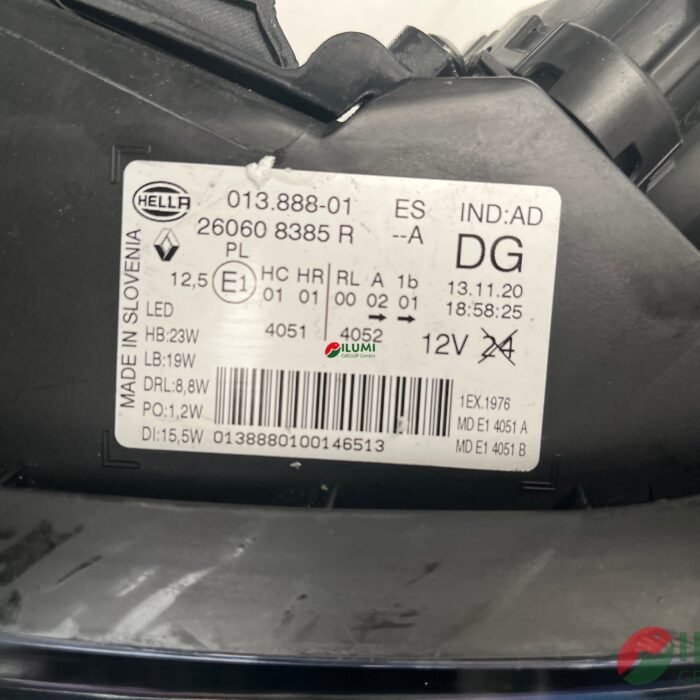 HELLA 013.888-01 ES IND:AD
26060 8385 R --A DG
PL
12,5 E1 HC HR RL A 1b 13.11.20
01 01 00 02 01 18:58:25
LED
4051 4052 12V 24
HB:23W
LB:19W
DRL:8,8W
PO:1,2W
DI:15,5W
0138880100146513
1EX.1976
MD E1 4051 A
MD E1 4051 B
MADE IN SLOVENIA
ILUMI
GROUP GmbH
ILUMI